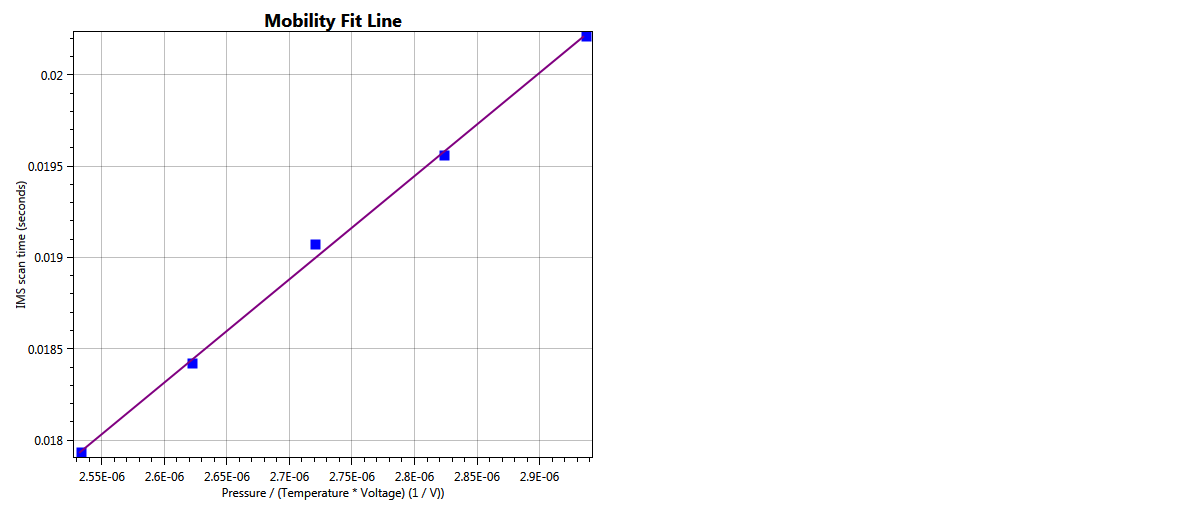 Mobility Fit Line
0.02
0.0195
0.019
0.0185
0.018
IMS scan time (seconds)
2.55E-06 2.6E-06 2.65E-06 2.7E-06 2.75E-06 2.8E-06 2.85E-06 2.9E-06
Pressure / (Temperature * Voltage) (1 / V))